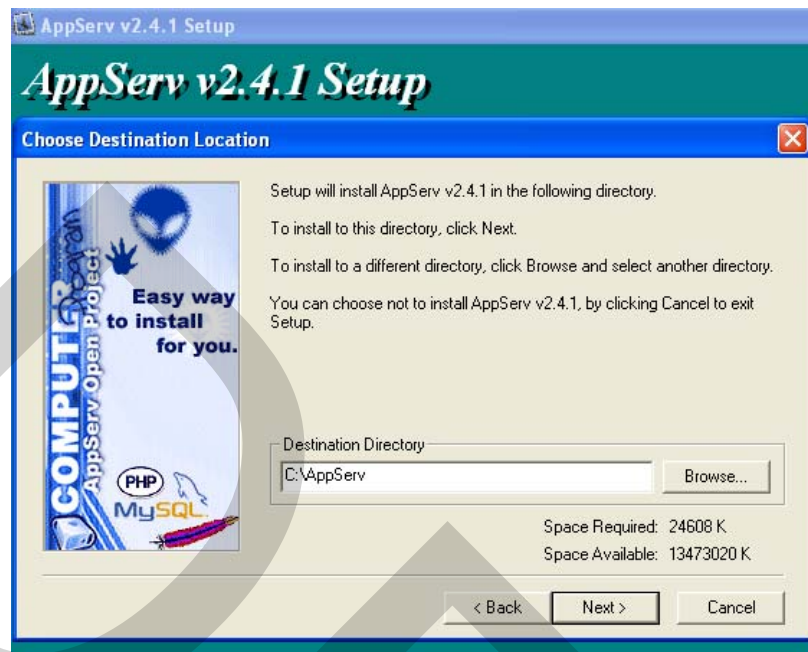 AppServ v2.4.1 Setup
AppServ v2.4.1 Setup
Choose Destination Location
COMPUTER
Program
AppServ Open Project
Easy way
to install
for you.
PHP
MySQL
Setup will install AppServ v2.4.1 in the following directory.
To install to this directory, click Next.
To install to a different directory, click Browse and select another directory.
You can choose not to install AppServ v2.4.1, by clicking Cancel to exit
Setup.
Destination Directory
C:\AppServ
Browse...
Space Required: 24608 K
Space Available: 13473020 K
< Back
Next >
Cancel